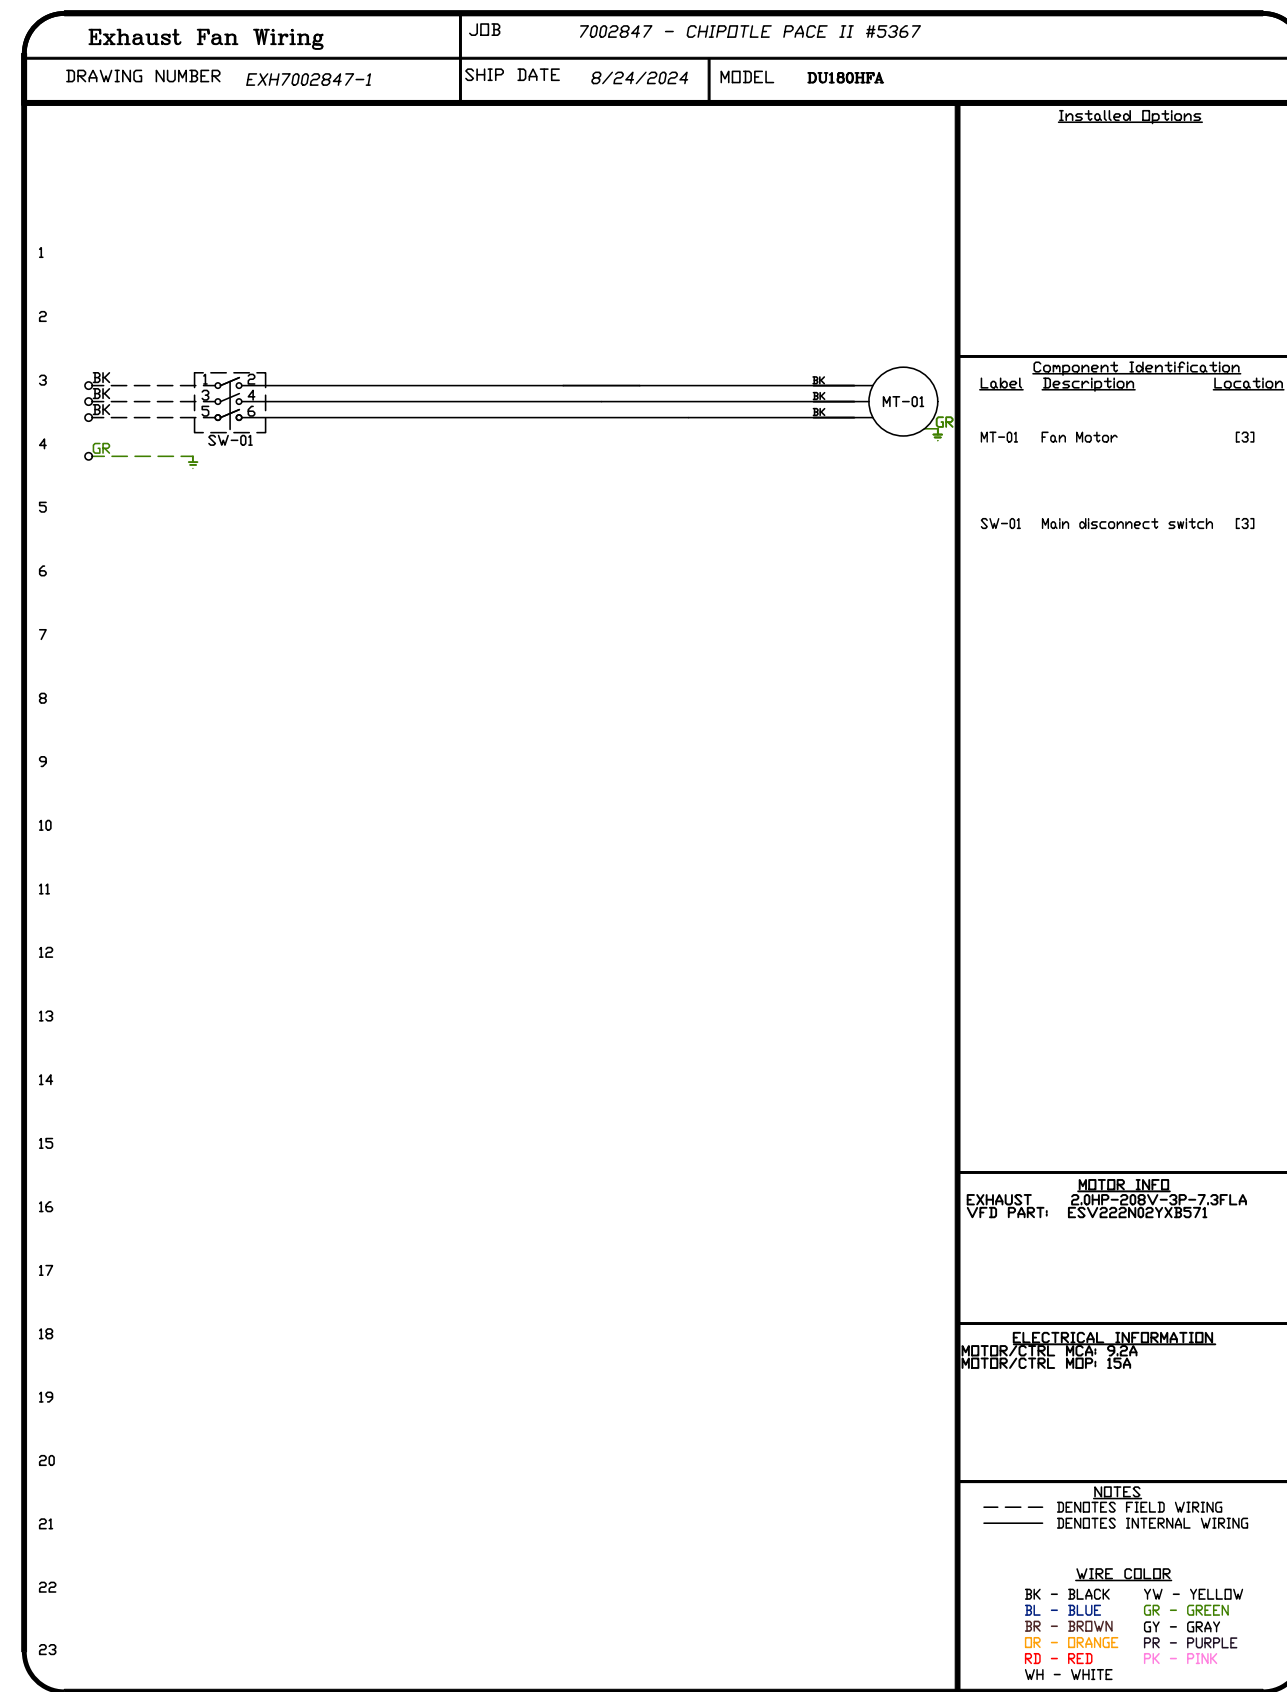 Exhaust Fan Wiring
JOB 7002847 - CHIPOTLE PACE II #5367
DRAWING NUMBER EXH7002847-1
SHIP DATE 8/24/2024
MODEL DU180HFA
Installed Options
1
2
3
BK 1 2 BK
BK 3 4 BK
BK 5 6 BK
MT-01
GR
SW-01
4
GR
5
6
7
8
9
10
11
12
13
14
15
16
17
18
19
20
21
22
23
Component Identification
Label Description Location
MT-01 Fan Motor [3]
SW-01 Main disconnect switch [3]
MOTOR INFO
EXHAUST 2.0HP-208V-3P-7.3FLA
VFD PART: ESV222N02YXB571
ELECTRICAL INFORMATION
MOTOR/CTRL MCA: 9.2A
MOTOR/CTRL MOP: 15A
NOTES
DENOTES FIELD WIRING
DENOTES INTERNAL WIRING
WIRE COLOR
BK - BLACK YW - YELLOW
BL - BLUE GR - GREEN
BR - BROWN GY - GRAY
OR - ORANGE PR - PURPLE
RD - RED PK - PINK
WH - WHITE